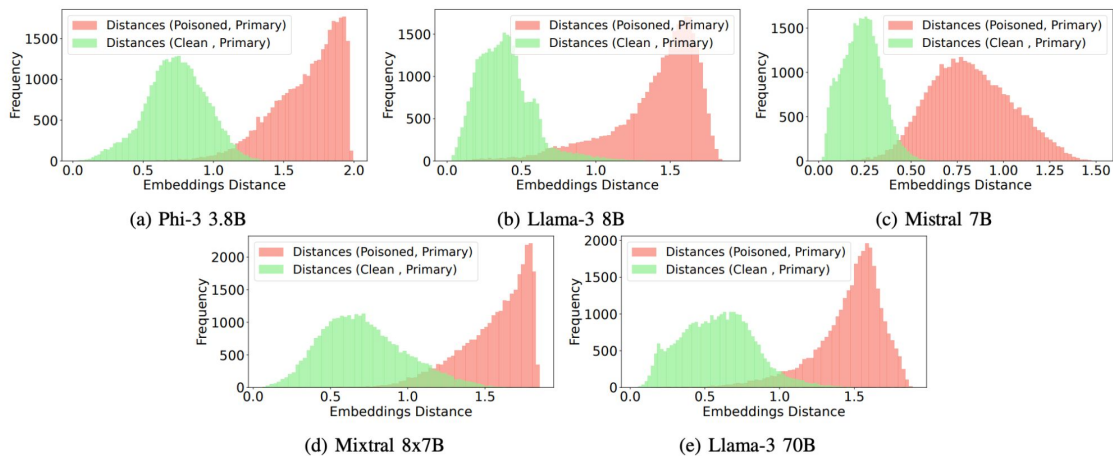 Distances (Poisoned, Primary)
Distances (Clean , Primary)
Frequency
1500
1000
500
0
0.0 0.5 1.0 1.5 2.0
Embeddings Distance
(a) Phi-3 3.8B
Distances (Poisoned, Primary)
Distances (Clean , Primary)
1500
1000
500
0
0.0 0.5 1.0 1.5
Embeddings Distance
(b) Llama-3 8B
Distances (Poisoned, Primary)
Distances (Clean , Primary)
1500
1000
500
0
0.00 0.25 0.50 0.75 1.00 1.25 1.50
Embeddings Distance
(c) Mistral 7B
Distances (Poisoned, Primary)
Distances (Clean , Primary)
Frequency
2000
1500
1000
500
0
0.0 0.5 1.0 1.5
Embeddings Distance
(d) Mixtral 8x7B
Distances (Poisoned, Primary)
Distances (Clean , Primary)
Frequency
2000
1500
1000
500
0
0.0 0.5 1.0 1.5
Embeddings Distance
(e) Llama-3 70B